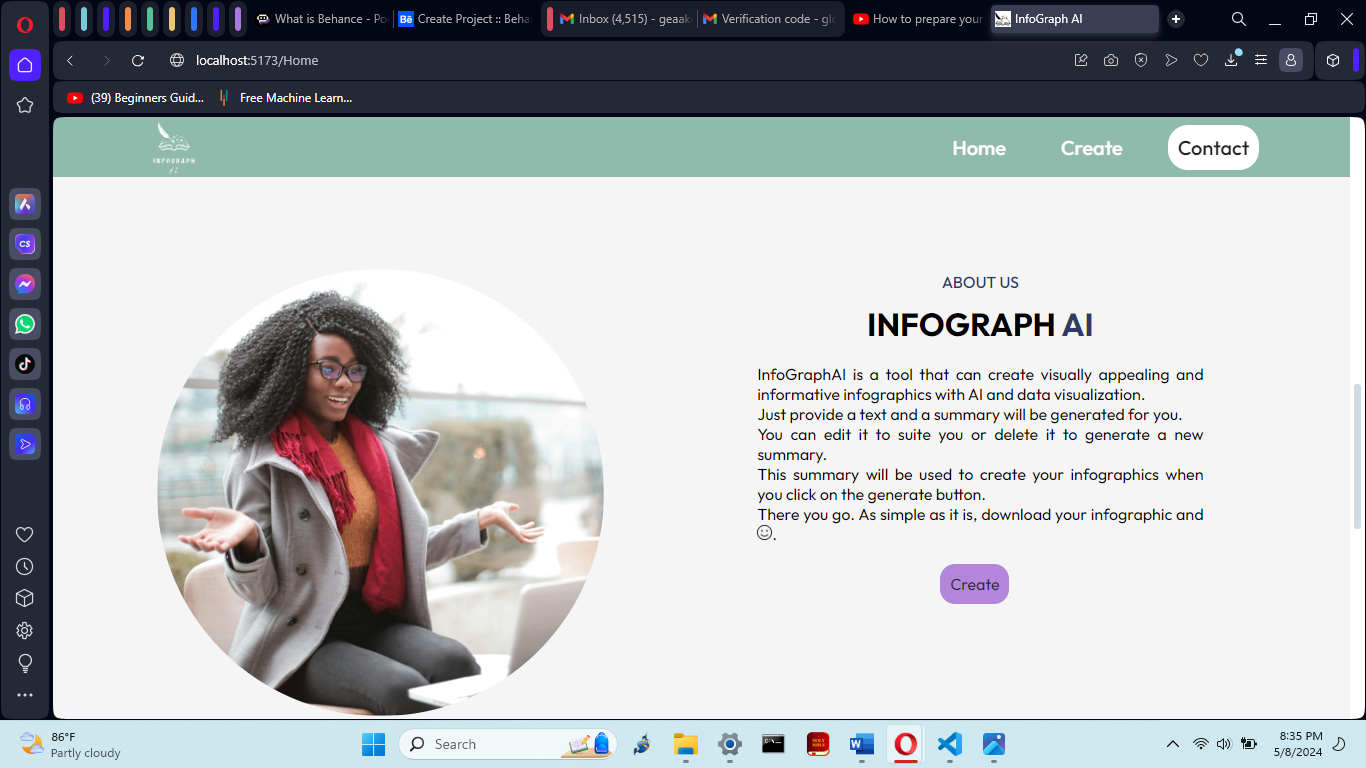 What is Behance - Po
Bē
Create Project :: Beha
Inbox (4,515) - geaak
Verification code - glo
How to prepare your
InfoGraph AI
localhost:5173/Home
(39) Beginners Guid...
Free Machine Learn...
INFOGRAPH
AI
Home
Create
Contact
CS
ABOUT US
INFOGRAPH AI
InfoGraphAI is a tool that can create visually appealing and
informative infographics with AI and data visualization.
Just provide a text and a summary will be generated for you.
You can edit it to suite you or delete it to generate a new
summary.
This summary will be used to create your infographics when
you click on the generate button.
There you go. As simple as it is, download your infographic and
☺.
Create
86°F
Partly cloudy
Search
HOLY
BIBLE
8:35 PM
5/8/2024